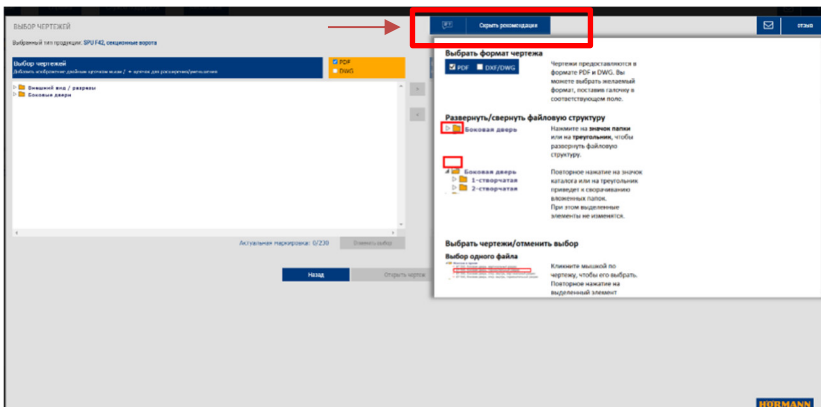 ВЫБОР ЧЕРТЕЖЕЙ
Выбранный тип продукции: SPU F42, секционные ворота
Выбор чертежей
PDF
DWG
Внешний вид / разрезы
Боковые двери
Актуальная маркировка: 0/230
Отменить выбор
Назад
Открыть чертеж
Скрыть рекомендации
отзыв
Выбрать формат чертежа
PDF DXF/DWG
Чертежи предоставляются в
формате PDF и DWG. Вы
можете выбрать желаемый
формат, поставив галочку в
соответствующем поле.
Развернуть/свернуть файловую структуру
Боковая дверь
Нажмите на значок папки
или на треугольник, чтобы
развернуть файловую
структуру.
Боковая дверь
1-створчатая
2-створчатая
Повторное нажатие на значок
каталога или на треугольник
приведет к сворачиванию
вложенных папок.
При этом выделенные
элементы не изменятся.
Выбрать чертежи/отменить выбор
Выбор одного файла
Кликните мышкой по
чертежу, чтобы его выбрать.
Повторное нажатие на
выделенный элемент
HÖRMANN